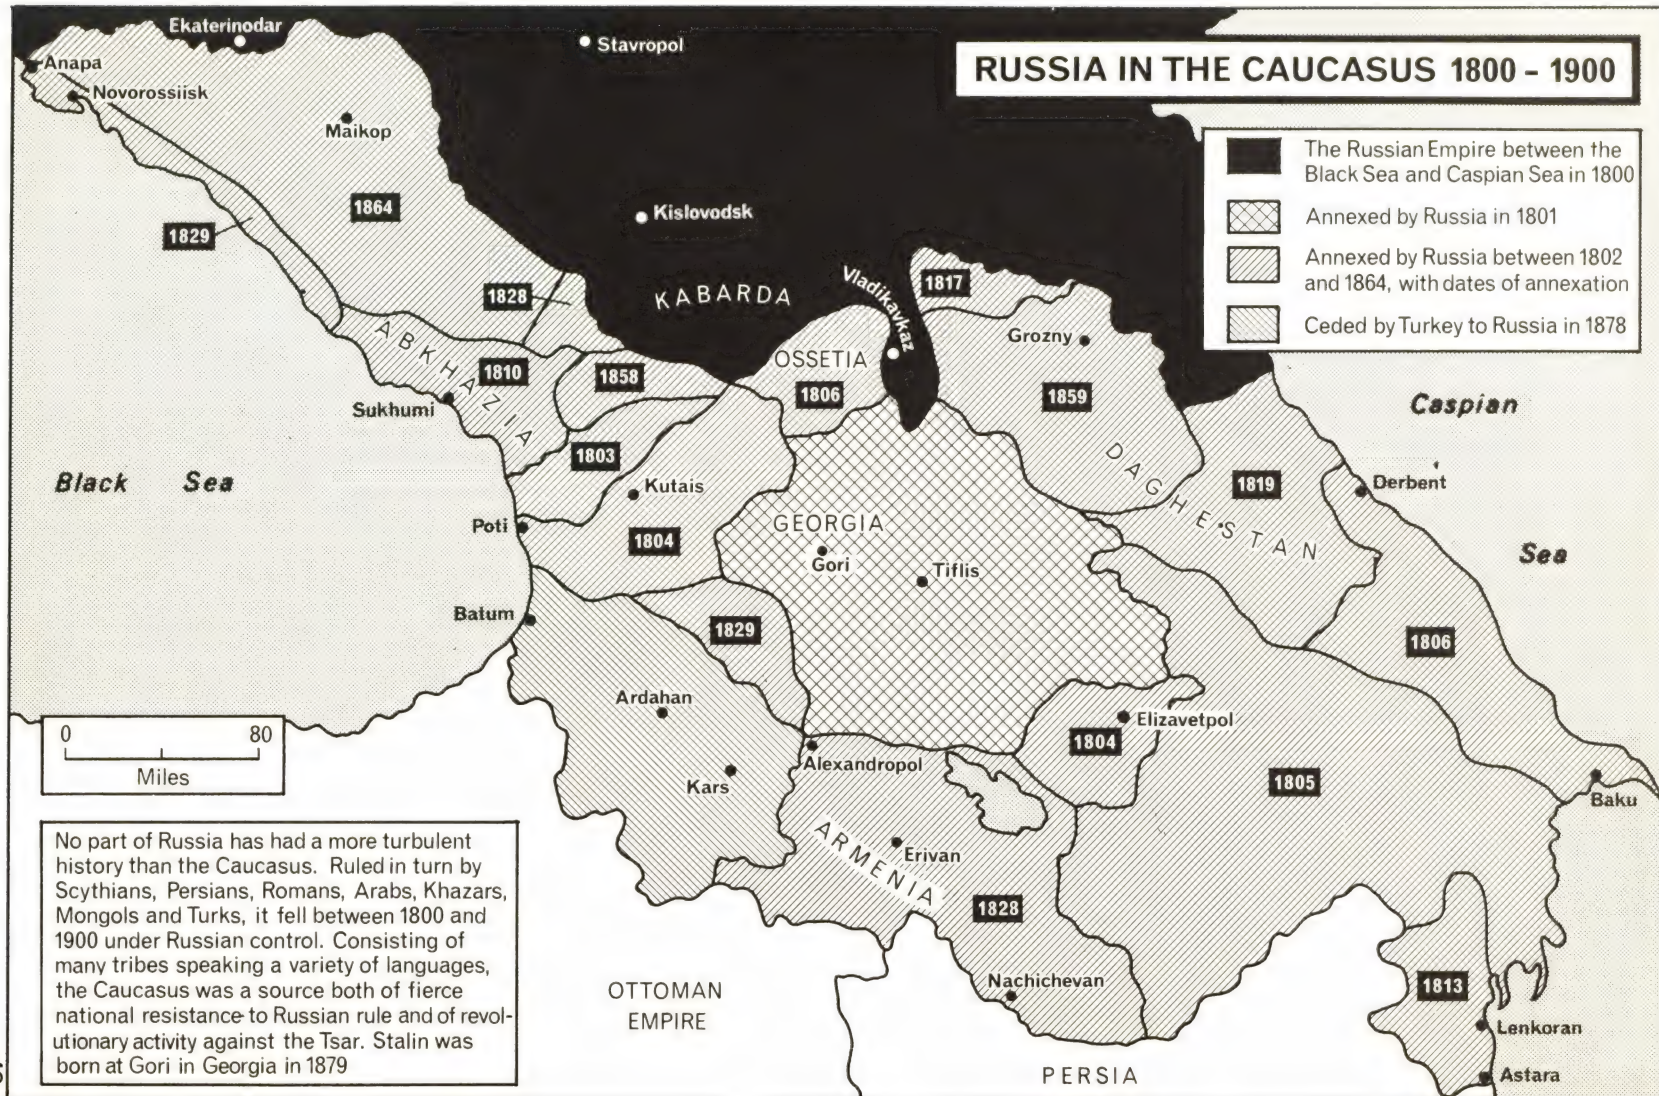 RUSSIA IN THE CAUCASUS 1800 - 1900
The Russian Empire between the
Black Sea and Caspian Sea in 1800
Annexed by Russia in 1801
Annexed by Russia between 1802
and 1864, with dates of annexation
Ceded by Turkey to Russia in 1878
Ekaterinodar
Stavropol
Anapa
Novorossiisk
Maikop
1864
1829
Kislovodsk
1828
KABARDA
Vladikavkaz
1817
ABKHAZIA
1810
1858
OSSETIA
1806
Grozny
1859
Sukhumi
Caspian
Sea
Black Sea
1803
Kutais
DAGHESTAN
1819
Derbent
Poti
1804
GEORGIA
Gori
Tiflis
Batum
1829
1806
Ardahan
Elizavetpol
1804
0 80
Miles
Alexandropol
Kars
1805
Baku
ARMENIA
Erivan
1828
Nachichevan
1813
Lenkoran
Astara
OTTOMAN
EMPIRE
PERSIA
No part of Russia has had a more turbulent
history than the Caucasus. Ruled in turn by
Scythians, Persians, Romans, Arabs, Khazars,
Mongols and Turks, it fell between 1800 and
1900 under Russian control. Consisting of
many tribes speaking a variety of languages,
the Caucasus was a source both of fierce
national resistance to Russian rule and of revol-
utionary activity against the Tsar. Stalin was
born at Gori in Georgia in 1879